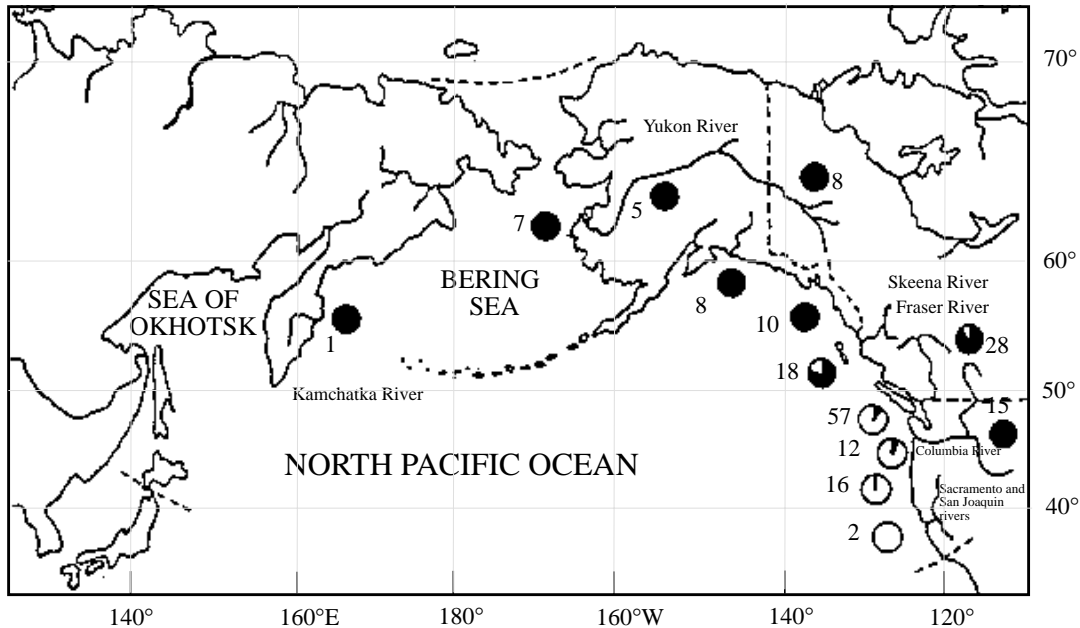 70°
Yukon River
8
5
7
60°
BERING
SEA
Skeena River
SEA OF
OKHOTSK
Fraser River
8
10
1
28
18
50°
Kamchatka River
15
57
12
Columbia River
NORTH PACIFIC OCEAN
16
Sacramento and
San Joaquin
rivers
40°
2
140°
160°E
180°
160°W
140°
120°